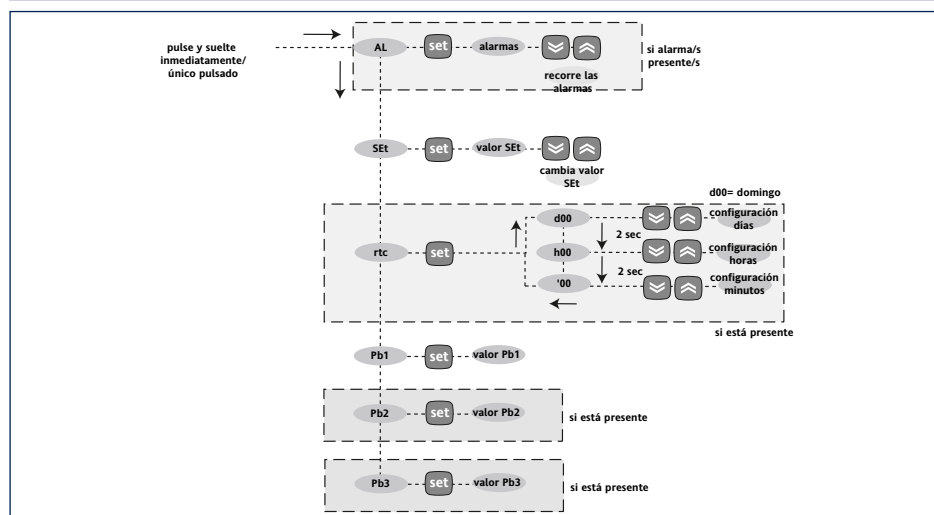 pulse y suelte
inmediatamente/
único pulsado
AL
set
alarmas
recorre las
alarmas
si alarma/s
presente/s
SEt
set
valor SEt
cambia valor
SEt
d00= domingo
rtc
set
d00
2 sec
configuración
días
h00
2 sec
configuración
horas
'00
configuración
minutos
si está presente
Pb1
set
valor Pb1
Pb2
set
valor Pb2
si está presente
Pb3
set
valor Pb3
si está presente